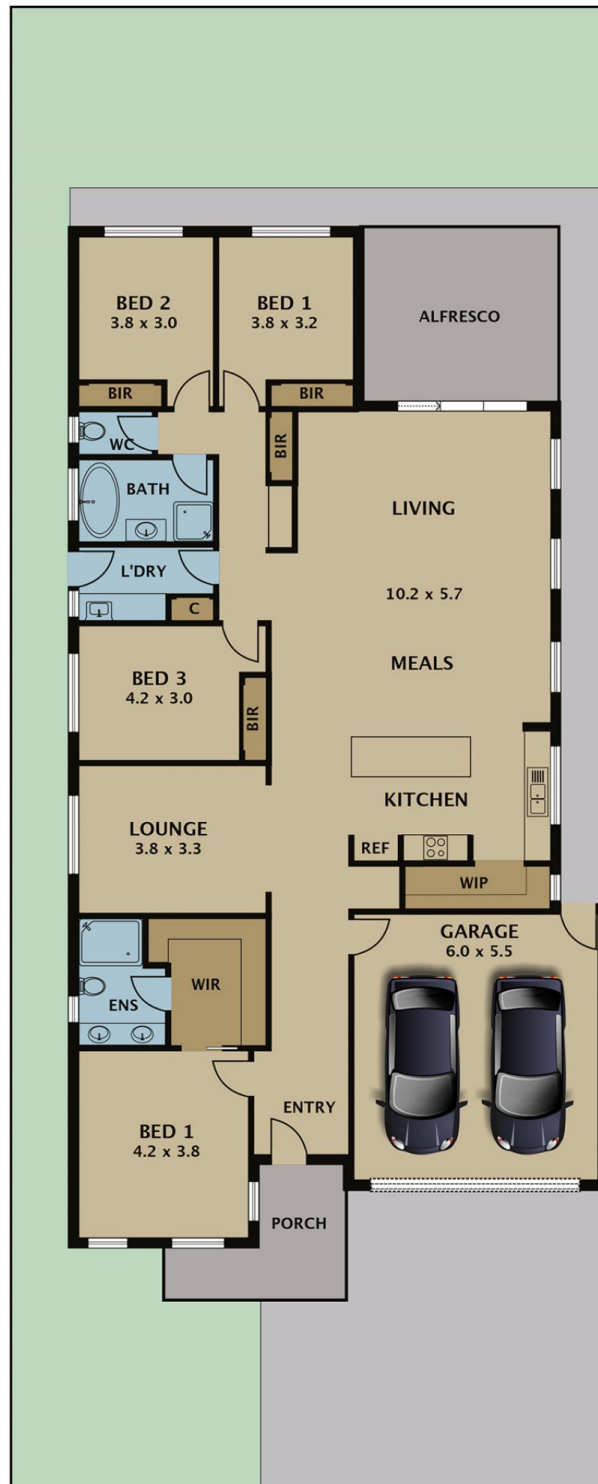 BED 2
3.8 x 3.0
BED 1
3.8 x 3.2
ALFRESCO
BIR
BIR
WC
BIR
BATH
LIVING
L'DRY
10.2 x 5.7
C
BED 3
4.2 x 3.0
MEALS
BIR
KITCHEN
LOUNGE
3.8 x 3.3
REF
WIP
GARAGE
6.0 x 5.5
WIR
ENS
ENTRY
BED 1
4.2 x 3.8
PORCH